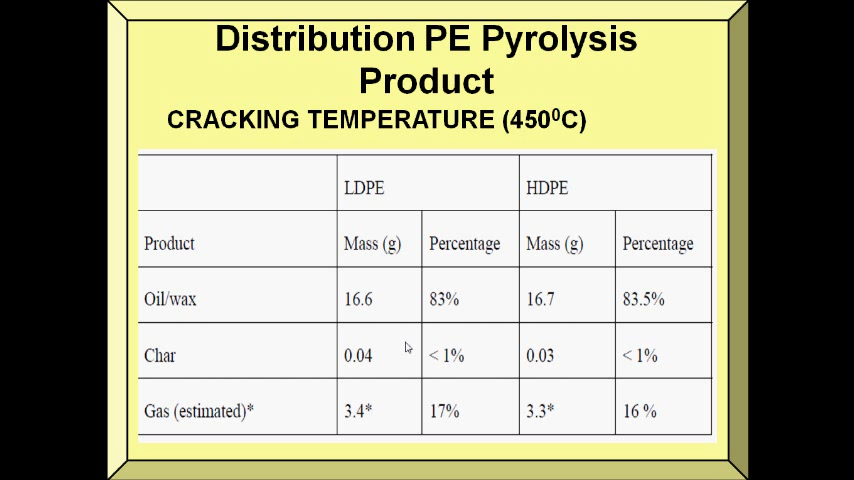 Distribution PE Pyrolysis
Product
CRACKING TEMPERATURE (450⁰C)
LDPE HDPE
Product Mass (g) Percentage Mass (g) Percentage
Oil/wax 16.6 83% 16.7 83.5%
Char 0.04 < 1% 0.03 < 1%
Gas (estimated)* 3.4* 17% 3.3* 16 %